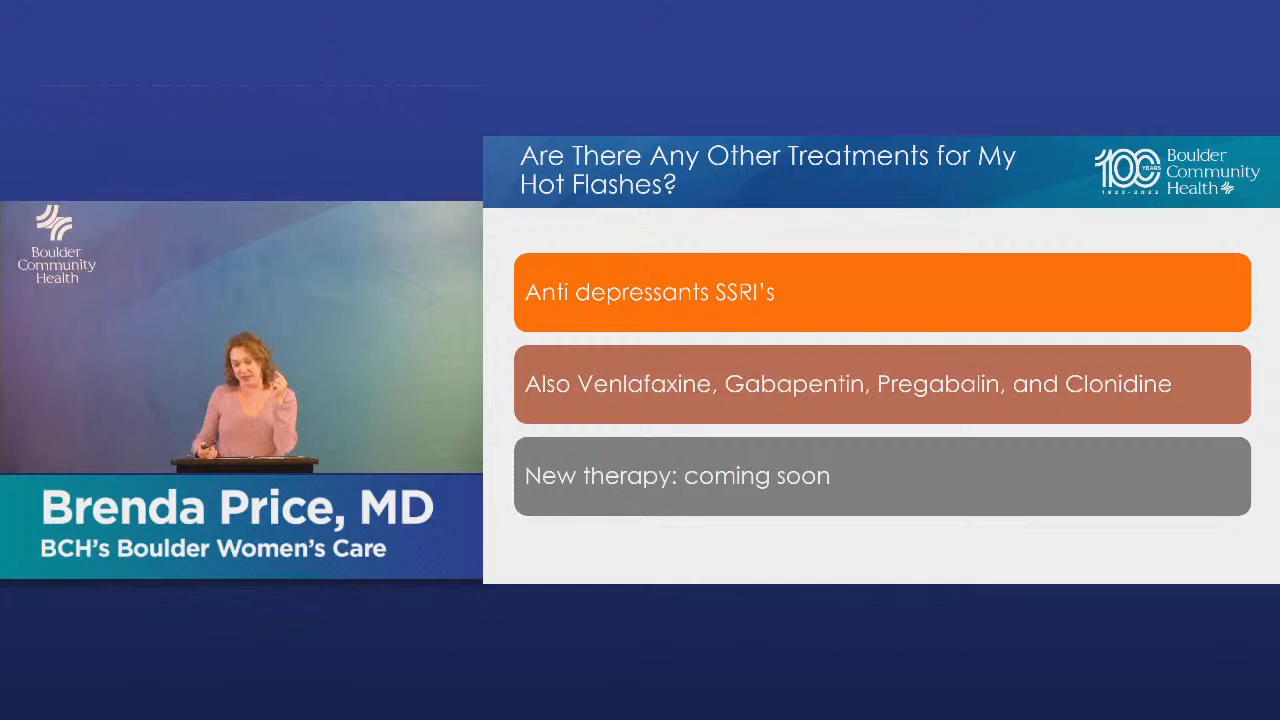 Are There Any Other Treatments for My
Hot Flashes?
100
YEARS
1922-2022
Boulder
Community
Health
Boulder
Community
Health
Anti depressants SSRI's
Also Venlafaxine, Gabapentin, Pregabalin, and Clonidine
New therapy: coming soon
Brenda Price, MD
BCH's Boulder Women's Care